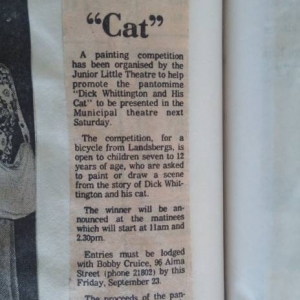 "Cat"
A painting competition
has been organised by the
Junior Little Theatre to help
promote the pantomime
"Dick Whittington and His
Cat" to be presented in the
Municipal theatre next
Saturday.
The competition, for a
bicycle from Landsbergs, is
open to children seven to 12
years of age, who are asked
to paint or draw a scene
from the story of Dick Whit-
tington and his cat.
The winner will be an-
nounced at the matinees
which will start at 11am and
2.30pm.
Entries must be lodged
with Bobby Cruice, 96 Alma
Street (phone 21802) by this
Friday, September 23.
The proceeds of the pan-